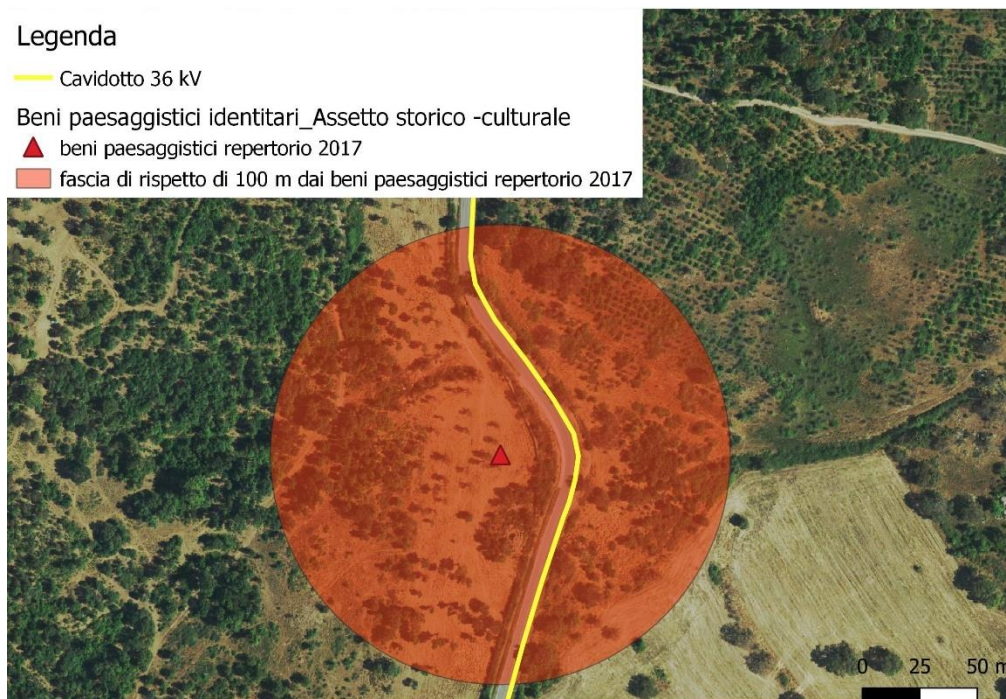 Legenda
Cavidotto 36 kV
Beni paesaggistici identitari_Assetto storico -culturale
beni paesaggistici repertorio 2017
fascia di rispetto di 100 m dai beni paesaggistici repertorio 2017
0 25 50 m